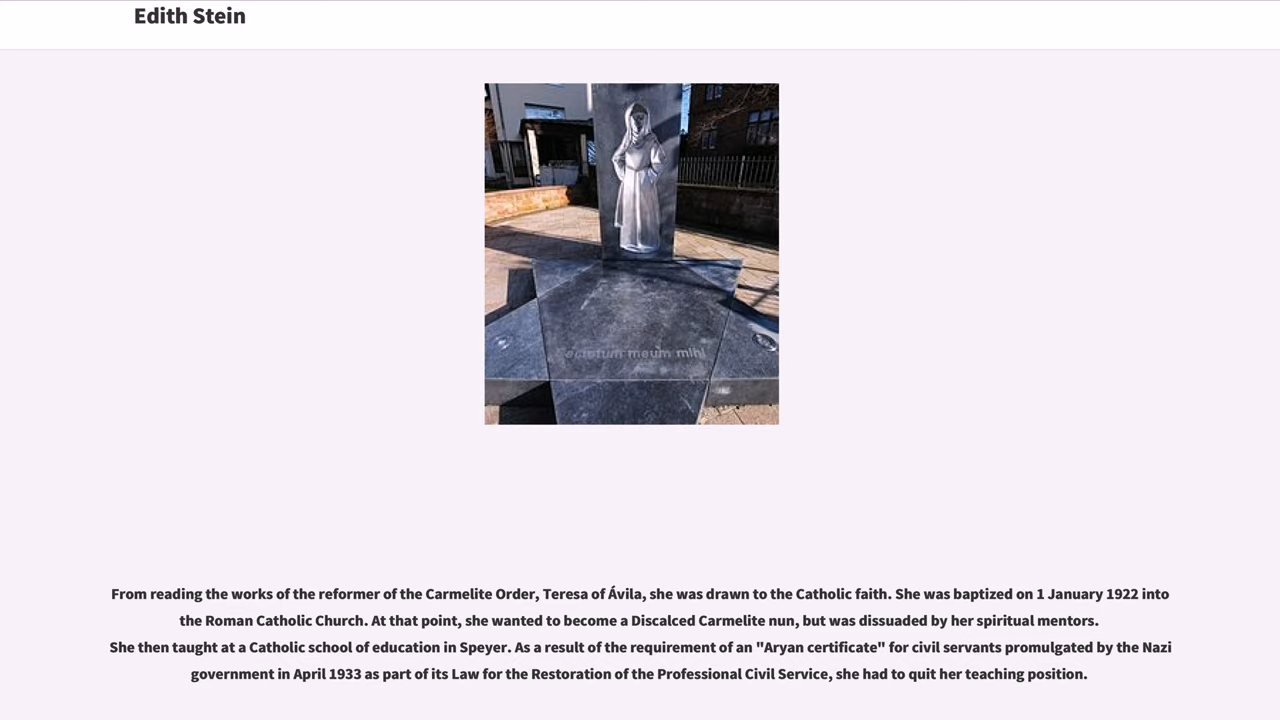 Edith Stein
Secretum meum mihi
From reading the works of the reformer of the Carmelite Order, Teresa of Ávila, she was drawn to the Catholic faith. She was baptized on 1 January 1922 into
the Roman Catholic Church. At that point, she wanted to become a Discalced Carmelite nun, but was dissuaded by her spiritual mentors.
She then taught at a Catholic school of education in Speyer. As a result of the requirement of an "Aryan certificate" for civil servants promulgated by the Nazi
government in April 1933 as part of its Law for the Restoration of the Professional Civil Service, she had to quit her teaching position.